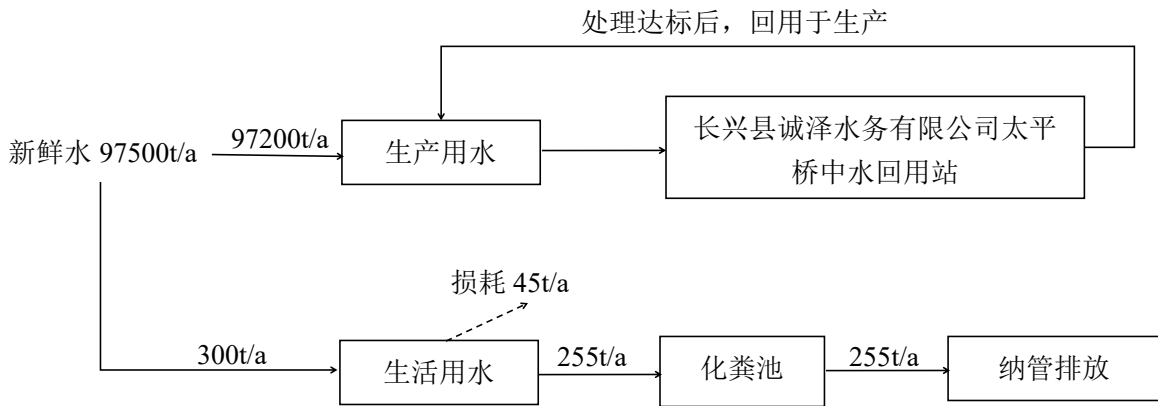 处理达标后，回用于生产
新鲜水 97500t/a
97200t/a
生产用水
长兴县诚泽水务有限公司太平
桥中水回用站
损耗 45t/a
300t/a
生活用水
255t/a
化粪池
255t/a
纳管排放